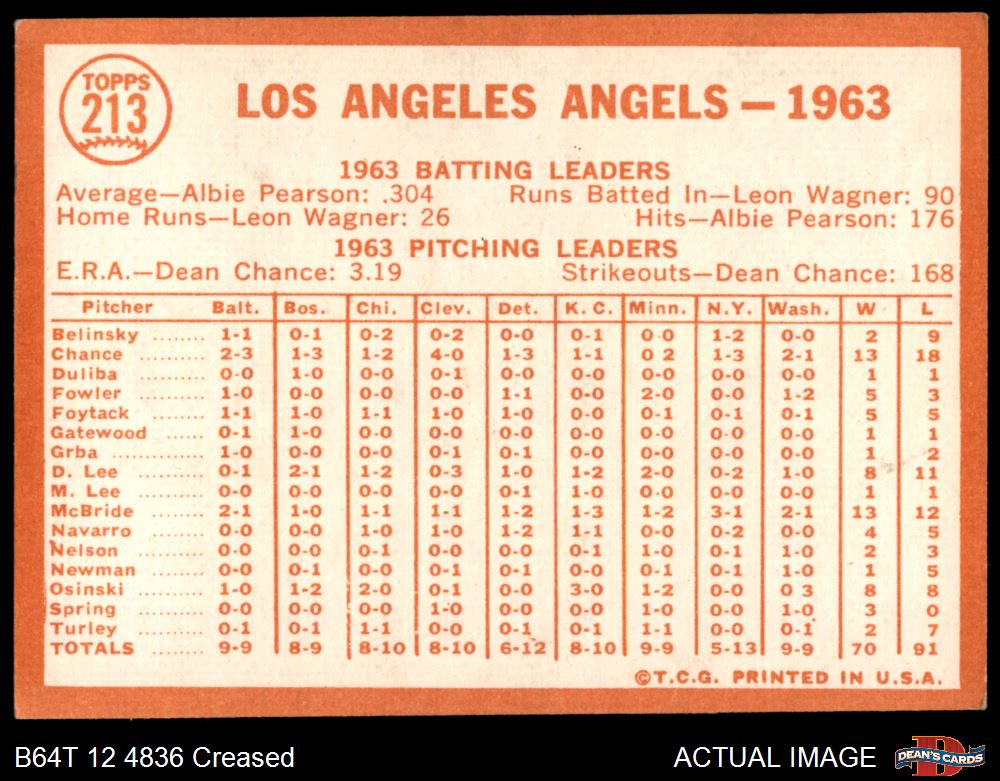 TOPPS
213
LOS ANGELES ANGELS — 1963
1963 BATTING LEADERS
Average—Albie Pearson: .304 Runs Batted In—Leon Wagner: 90
Home Runs—Leon Wagner: 26 Hits—Albie Pearson: 176
1963 PITCHING LEADERS
E.R.A.—Dean Chance: 3.19 Strikeouts—Dean Chance: 168
Pitcher Balt. Bos. Chi. Clev. Det. K. C. Minn. N.Y. Wash. W L
Belinsky ........ 1-1 0-1 0-2 0-2 0-0 0-1 0 0 1-2 0-0 2 9
Chance .......... 2-3 1-3 1-2 4-0 1-3 1-1 0 2 1-3 2-1 13 18
Duliba .......... 0-0 1-0 0-0 0-1 0-0 0-0 0-0 0-0 0-0 1 1
Fowler .......... 1-0 0-0 0-0 0-0 1-1 0-0 2-0 0-0 1-2 5 3
Foytack ........ 1-1 1-0 1-1 1-0 1-0 0-0 0-1 0-1 0-1 5 5
Gatewood ...... 0-1 1-0 0-0 0-0 0-0 0-0 0-0 0-0 0-0 1 1
Grba .......... 1-0 0-0 0-0 0-1 0-1 0-0 0-0 0-0 0-0 1 2
D. Lee .......... 0-1 2-1 1-2 0-3 1-0 1-2 2-0 0-2 1-0 8 11
M. Lee .......... 0-0 0-0 0-0 0-0 0-1 1-0 0-0 0-0 0-0 1 1
McBride ........ 2-1 1-0 1-1 1-1 1-2 1-3 1-2 3-1 2-1 13 12
Navarro ........ 0-0 0-0 1-0 1-0 1-2 1-1 0-0 0-2 0-0 4 5
Nelson .......... 0-0 0-0 0-1 0-0 0-0 0-0 1-0 0-1 1-0 2 3
Newman ........ 0-0 0-1 0-0 0-1 0-1 0-0 0-1 0-1 1-0 1 5
Osinski ........ 1-0 1-2 2-0 0-1 0-0 3-0 1-2 0-0 0 3 8 8
Spring .......... 0-0 0-0 0-0 1-0 0-0 0-0 1-0 0-0 1-0 3 0
Turley .......... 0-1 0-1 1-1 0-0 0-1 0-1 1-1 0-0 0-1 2 7
TOTALS 9-9 8-9 8-10 8-10 6-12 8-10 9-9 5-13 9-9 70 91
©T.C.G. PRINTED IN U.S.A.
B64T 12 4836 Creased ACTUAL IMAGE DEAN'S CARDS